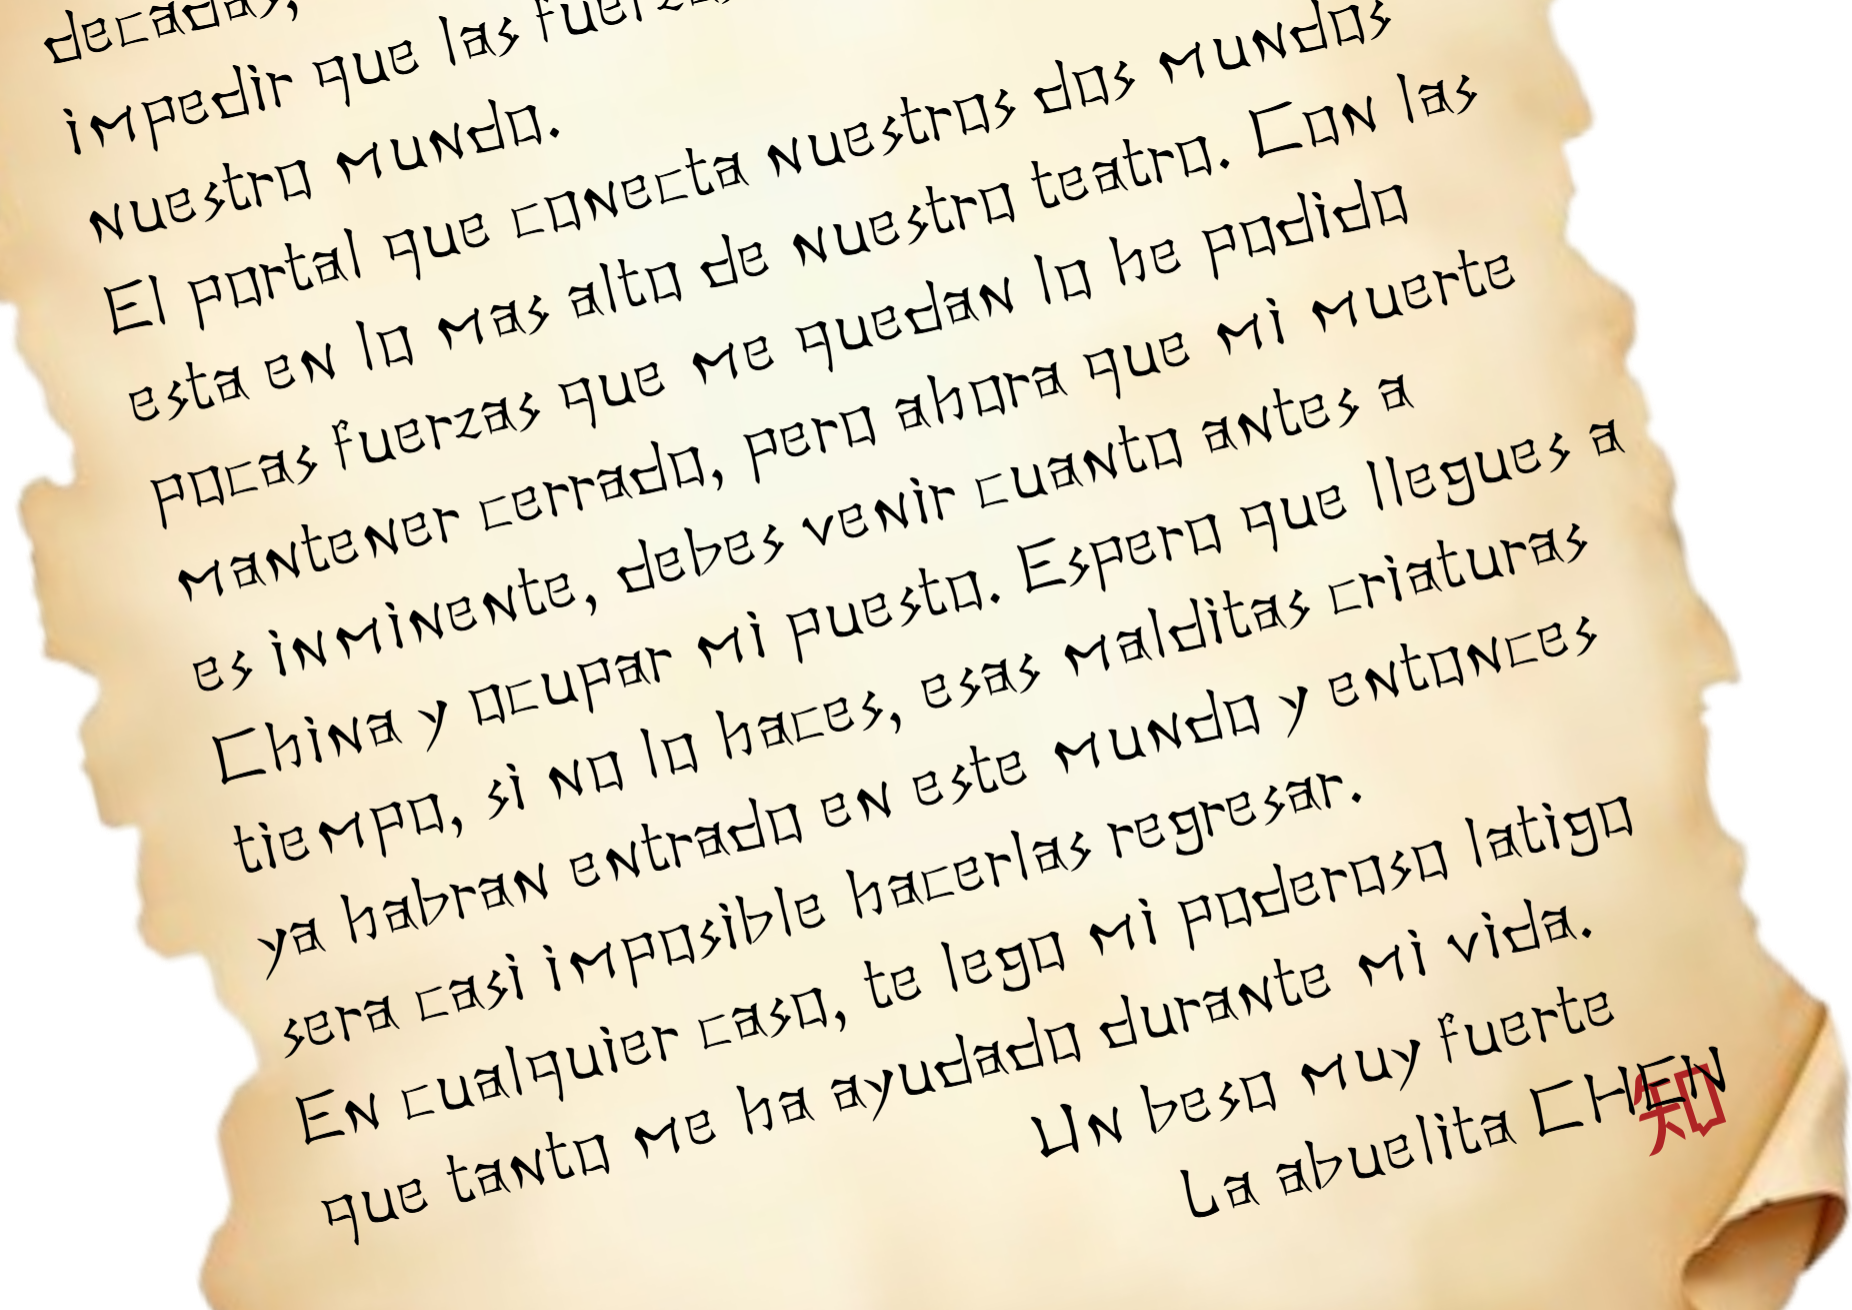 decadas,
impedir que las fuerzas
nuestro mundo.
El portal que conecta nuestros dos mundos
esta en lo mas alto de nuestro teatro. Con las
pocas fuerzas que me quedan lo he podido
mantener cerrado, pero ahora que mi muerte
es inminente, debes venir cuanto antes a
China y ocupar mi puesto. Espero que llegues a
tiempo, si no lo haces, esas malditas criaturas
ya habran entrado en este mundo y entonces
sera casi imposible hacerlas regresar.
En cualquier caso, te lego mi poderoso latigo
que tanto me ha ayudado durante mi vida.
Un beso muy fuerte
La abuelita CHEN
知